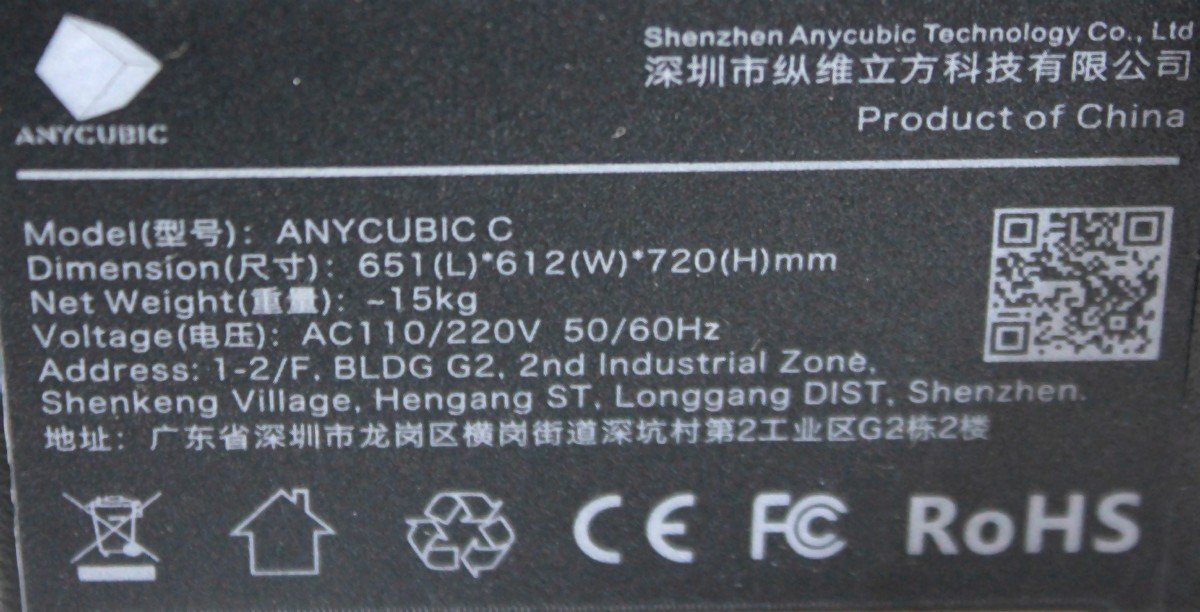 Shenzhen Anycubic Technology Co., Ltd
深圳市纵维立方科技有限公司
Product of China
ANYCUBIC
Model(型号): ANYCUBIC C
Dimension(尺寸): 651(L)*612(W)*720(H)mm
Net Weight(重量): ~15kg
Voltage(电压): AC110/220V 50/60Hz
Address: 1-2/F, BLDG G2, 2nd Industrial Zone,
Shenkeng Village, Hengang ST, Longgang DIST, Shenzhen.
地址: 广东省深圳市龙岗区横岗街道深坑村第2工业区G2栋2楼
CE FC RoHS